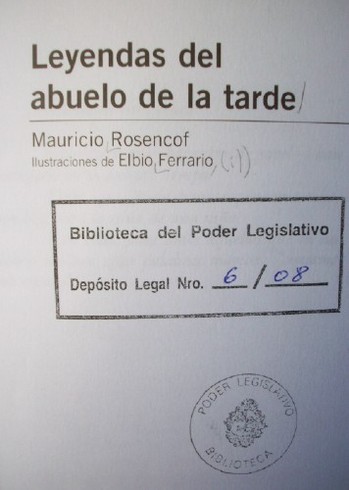 Leyendas del
abuelo de la tarde/
Mauricio Rosencof
Ilustraciones de Elbio Ferrario, (il)
Biblioteca del Poder Legislativo
Depósito Legal Nro. 6 / 08
PODER LEGISLATIVO
BIBLIOTECA